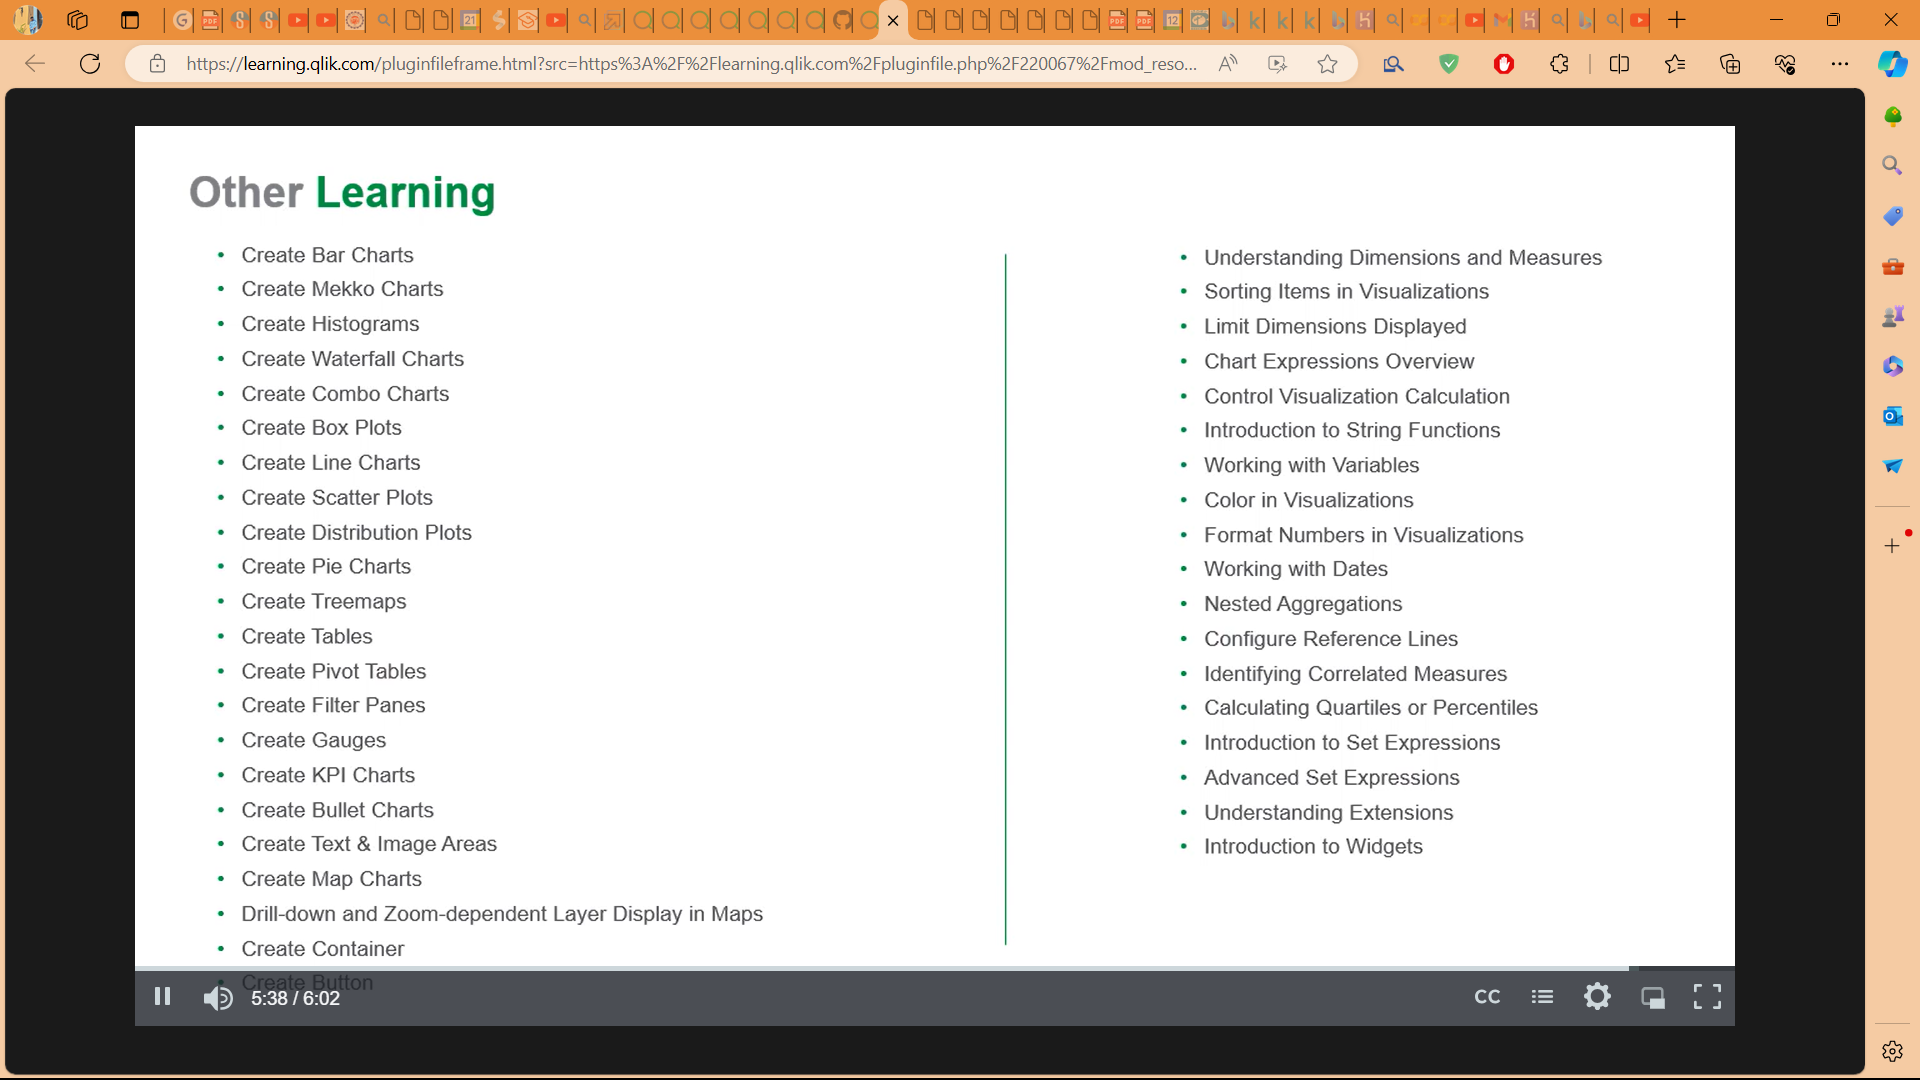 https://learning.qlik.com/pluginfileframe.html?src=https%3A%2F%2Flearning.qlik.com%2Fpluginfile.php%2F220067%2Fmod_reso...
Other Learning
• Create Bar Charts
• Create Mekko Charts
• Create Histograms
• Create Waterfall Charts
• Create Combo Charts
• Create Box Plots
• Create Line Charts
• Create Scatter Plots
• Create Distribution Plots
• Create Pie Charts
• Create Treemaps
• Create Tables
• Create Pivot Tables
• Create Filter Panes
• Create Gauges
• Create KPI Charts
• Create Bullet Charts
• Create Text & Image Areas
• Create Map Charts
• Drill-down and Zoom-dependent Layer Display in Maps
• Create Container
• Create Button
• Understanding Dimensions and Measures
• Sorting Items in Visualizations
• Limit Dimensions Displayed
• Chart Expressions Overview
• Control Visualization Calculation
• Introduction to String Functions
• Working with Variables
• Color in Visualizations
• Format Numbers in Visualizations
• Working with Dates
• Nested Aggregations
• Configure Reference Lines
• Identifying Correlated Measures
• Calculating Quartiles or Percentiles
• Introduction to Set Expressions
• Advanced Set Expressions
• Understanding Extensions
• Introduction to Widgets
5:38 / 6:02
CC